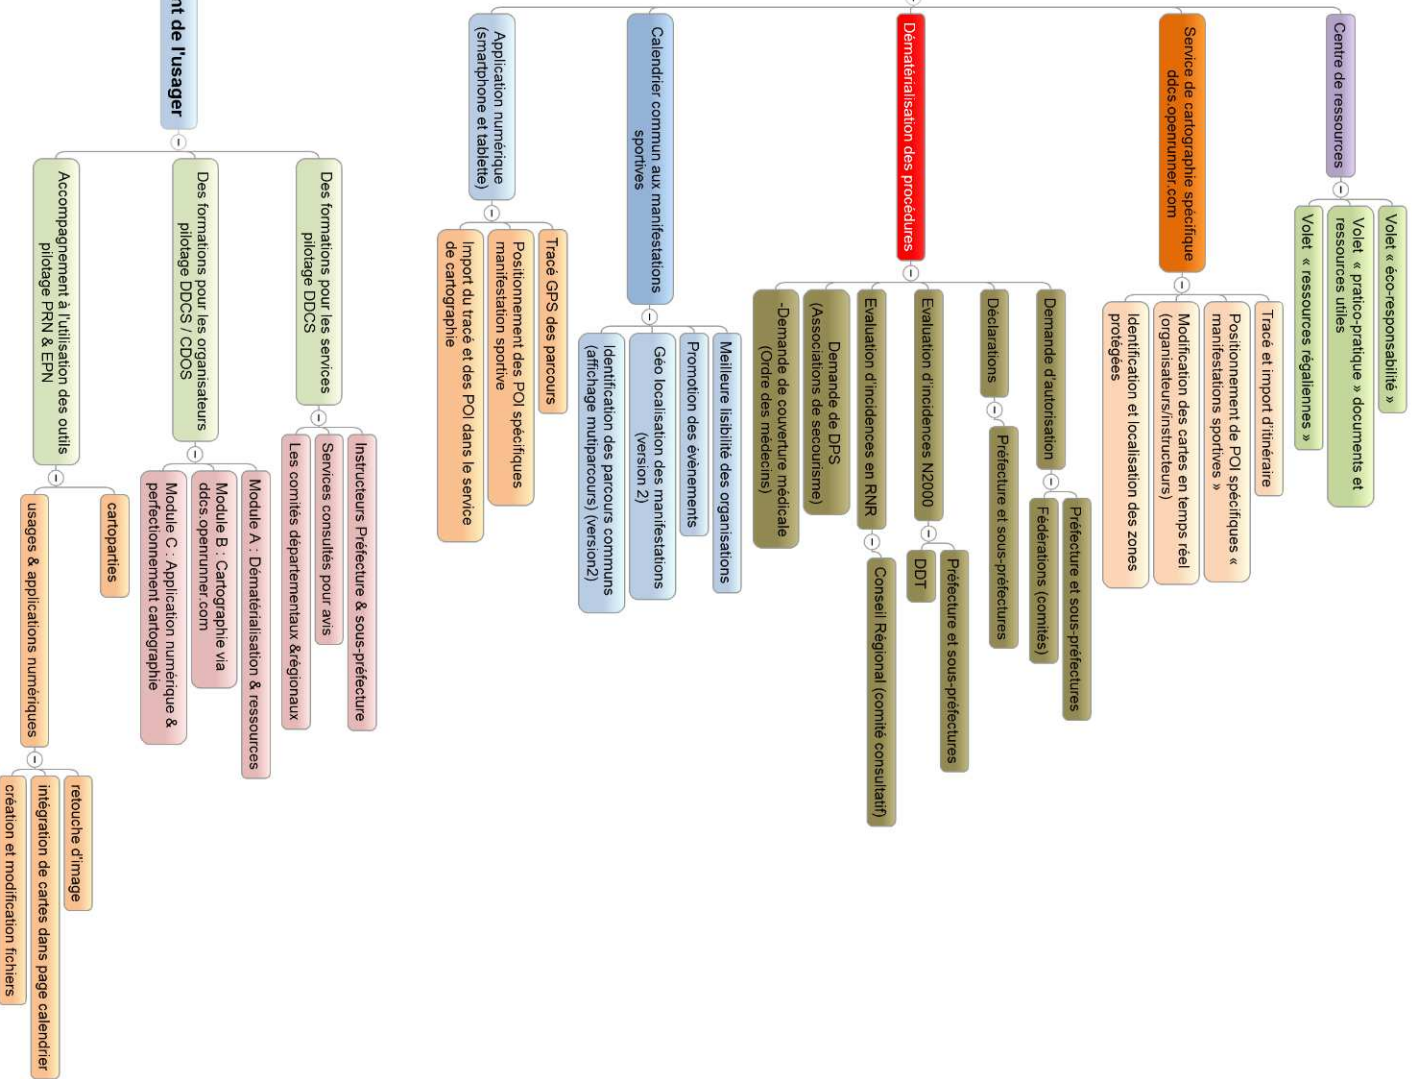 Centre de ressources
Volet « éco-responsabilité »
Volet « pratico-pratique » documents et
ressources utiles
Volet « ressources régaliennes »
Service de cartographie spécifique
ddcs.openrunner.com
Tracé et import d'itinéraire
Positionnement de POI spécifiques «
manifestations sportives »
Modification des cartes en temps réel
(organisateurs/instructeurs)
Identification et localisation des zones
protégées
Dématérialisation des procédures
Demande d'autorisation
Préfecture et sous-préfectures
Fédérations (comités)
Déclarations
Préfecture et sous-préfectures
Evaluation d'incidences N2000
Préfecture et sous-préfectures
DDT
Evaluation d'incidences en RNR
Conseil Régional (comité consultatif)
Demande de DPS
(Associations de secourisme)
-Demande de couverture médicale
(Ordre des médecins)
Calendrier commun aux manifestations
sportives
Meilleure lisibilité des organisations
Promotion des évènements
Géo localisation des manifestations
(version 2)
Identification des parcours communs
(affichage mutiparcours) (version2)
Application numérique
(smartphone et tablette)
Tracé GPS des parcours
Positionnement des POI spécifiques
manifestation sportive
Import du tracé et des POI dans le service
de cartographie
nt de l'usager
Des formations pour les services
pilotage DDCS
Instructeurs Préfecture & sous-préfecture
Services consultés pour avis
Les comités départementaux &régionaux
Des formations pour les organisateurs
pilotage DDCS / CDOS
Module A : Dématérialisation & ressources
Module B : Cartographie via
ddcs.openrunner.com
Module C : Application numérique &
perfectionnement cartographie
Accompagnement à l'utilisation des outils
pilotage PRN & EPN
cartoparties
usages & applications numériques
retouche d'image
intégration de cartes dans page calendrier
création et modification fichiers